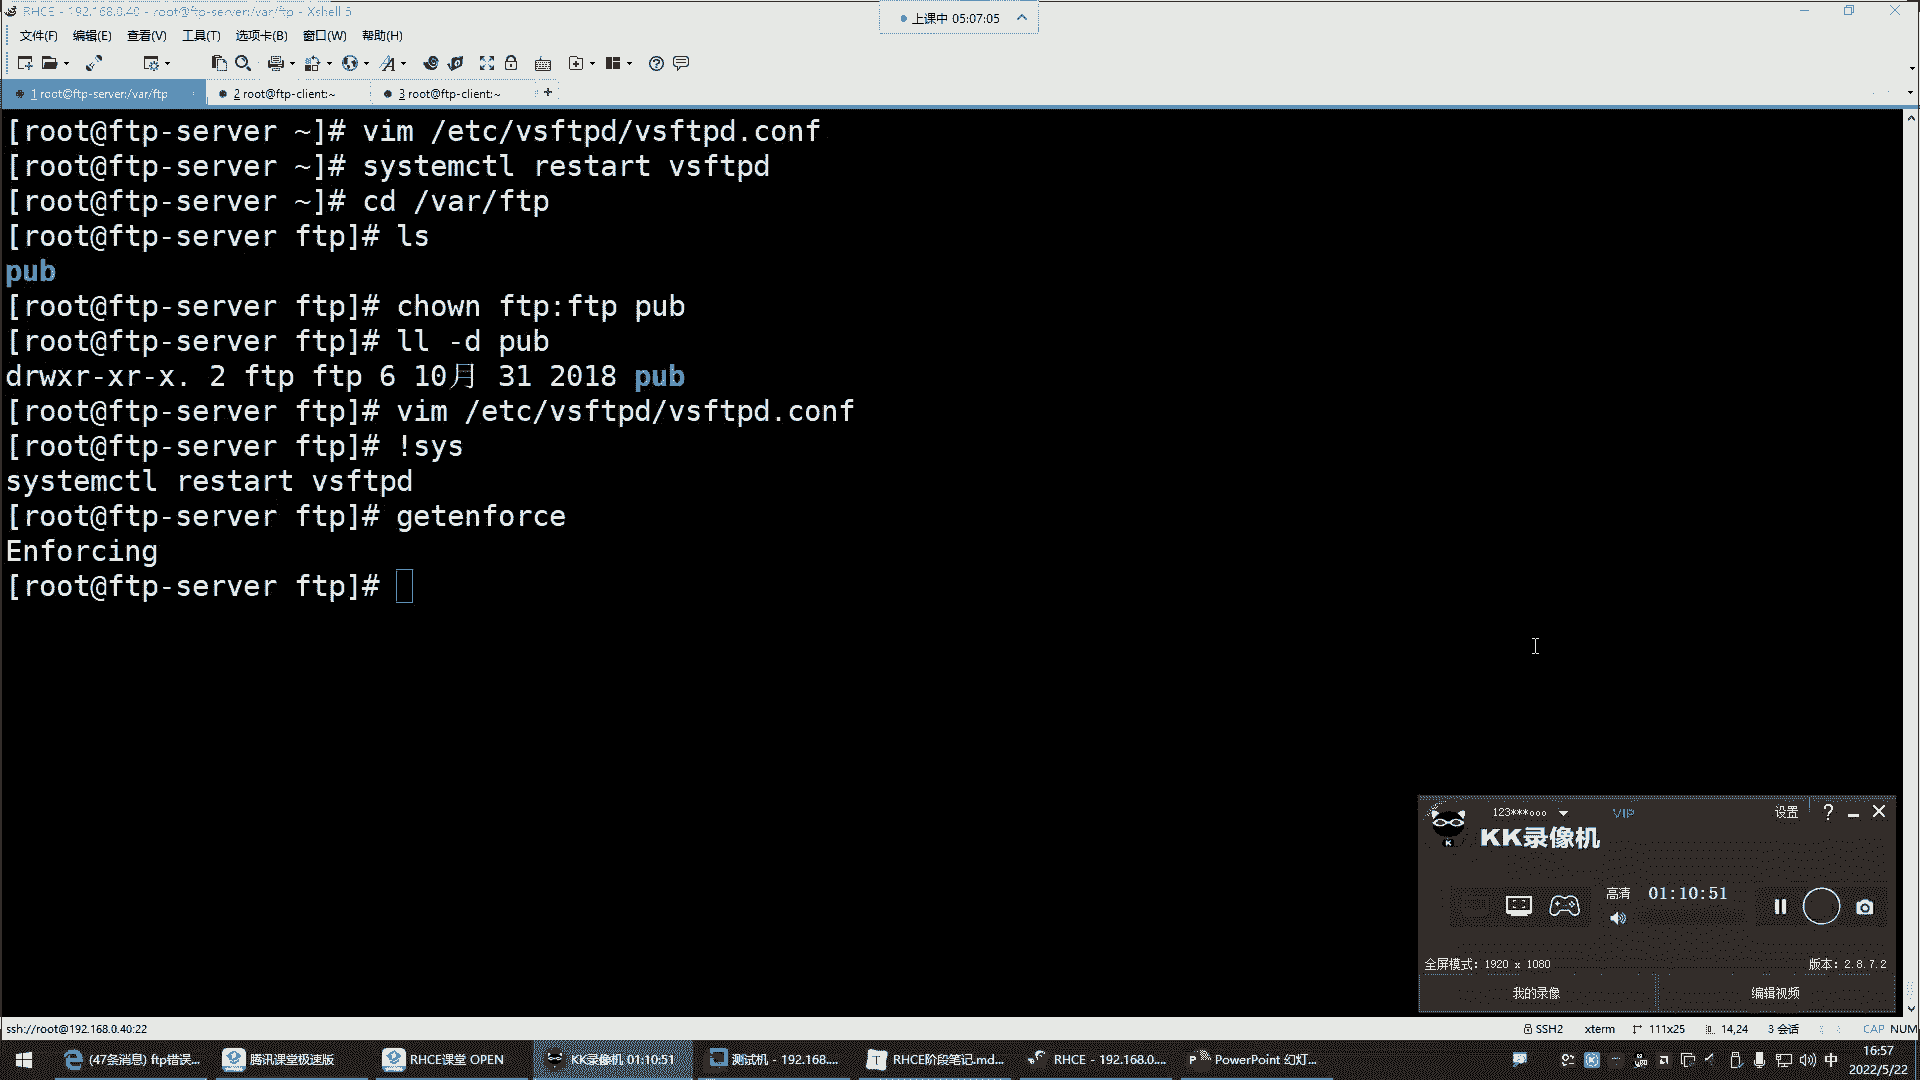 RHCE - 192.168.0.40 - root@ftp-server:/var/ftp - Xshell 5
上课中 05:07:05
文件(F) 编辑(E) 查看(V) 工具(T) 选项卡(B) 窗口(W) 帮助(H)
1 root@ftp-server:/var/ftp 2 root@ftp-client:~ 3 root@ftp-client:~ +
[root@ftp-server ~]# vim /etc/vsftpd/vsftpd.conf
[root@ftp-server ~]# systemctl restart vsftpd
[root@ftp-server ~]# cd /var/ftp
[root@ftp-server ftp]# ls
pub
[root@ftp-server ftp]# chown ftp:ftp pub
[root@ftp-server ftp]# ll -d pub
drwxr-xr-x. 2 ftp ftp 6 10月 31 2018 pub
[root@ftp-server ftp]# vim /etc/vsftpd/vsftpd.conf
[root@ftp-server ftp]# !sys
systemctl restart vsftpd
[root@ftp-server ftp]# getenforce
Enforcing
[root@ftp-server ftp]#
123***ooo VIP 设置 ?
KK录像机
高清 01:10:51
全屏模式: 1920 x 1080 版本: 2.8.7.2
我的录像 编辑视频
ssh://root@192.168.0.40:22 SSH2 xterm 111x25 14,24 3 会话 CAP NUM
(47条消息) ftp错误... 腾讯课堂极速版 RHCE课堂 OPEN KK录像机 01:10:51 测试机 - 192.168.... RHCE阶段笔记.md... RHCE - 192.168.0.... PowerPoint 幻灯... 中 16:57
2022/5/22